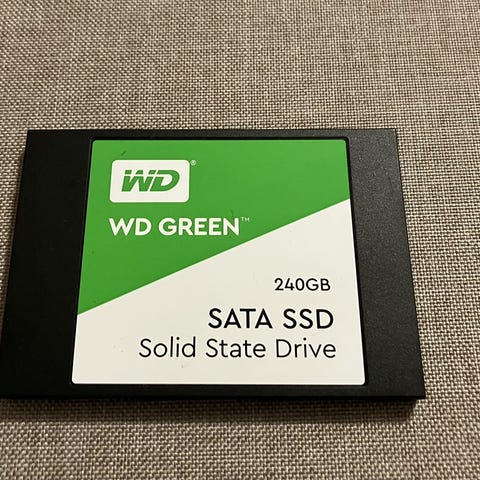 WD®
WD GREEN™
240GB
SATA SSD
Solid State Drive